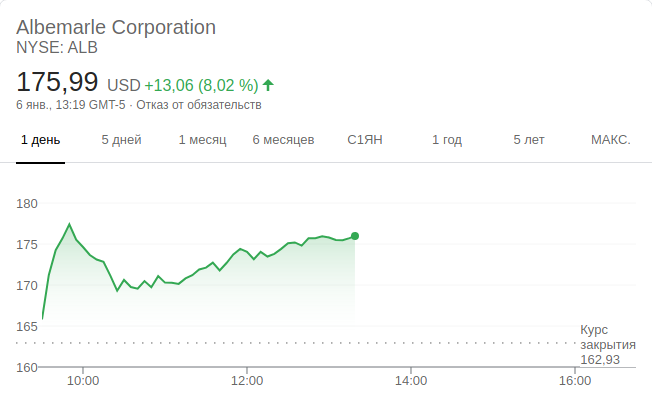 Albemarle Corporation
NYSE: ALB
175,99 USD +13,06 (8,02 %)
6 янв., 13:19 GMT-5 · Отказ от обязательств
1 день 5 дней 1 месяц 6 месяцев С1ЯН 1 год 5 лет МАКС.
180
175
170
165
160
Курс
закрытия
162,93
10:00 12:00 14:00 16:00